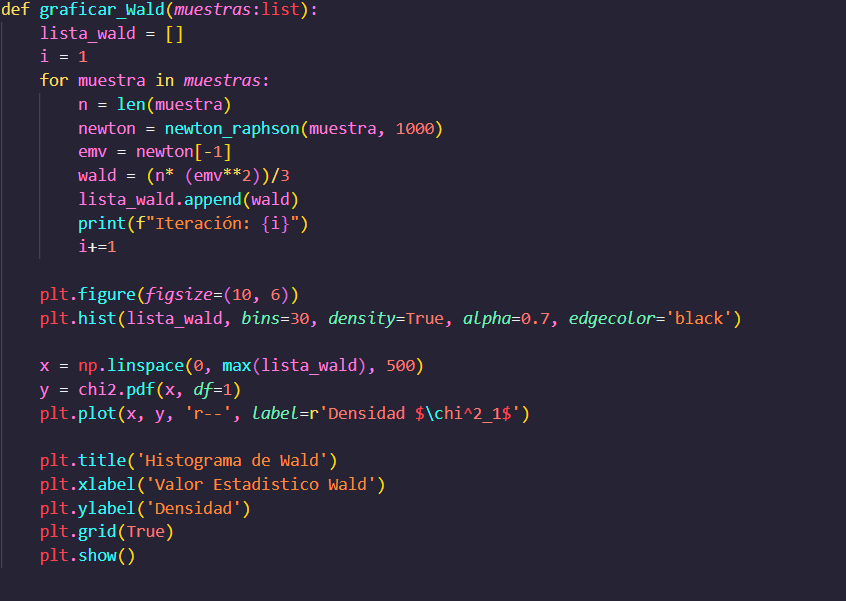 def graficar_Wald(muestras:list):
    lista_wald = []
    i = 1
    for muestra in muestras:
        n = len(muestra)
        newton = newton_raphson(muestra, 1000)
        emv = newton[-1]
        wald = (n* (emv**2))/3
        lista_wald.append(wald)
        print(f"Iteración: {i}")
        i+=1

    plt.figure(figsize=(10, 6))
    plt.hist(lista_wald, bins=30, density=True, alpha=0.7, edgecolor='black')

    x = np.linspace(0, max(lista_wald), 500)
    y = chi2.pdf(x, df=1)
    plt.plot(x, y, 'r--', label=r'Densidad $\chi^2_1$')

    plt.title('Histograma de Wald')
    plt.xlabel('Valor Estadistico Wald')
    plt.ylabel('Densidad')
    plt.grid(True)
    plt.show()